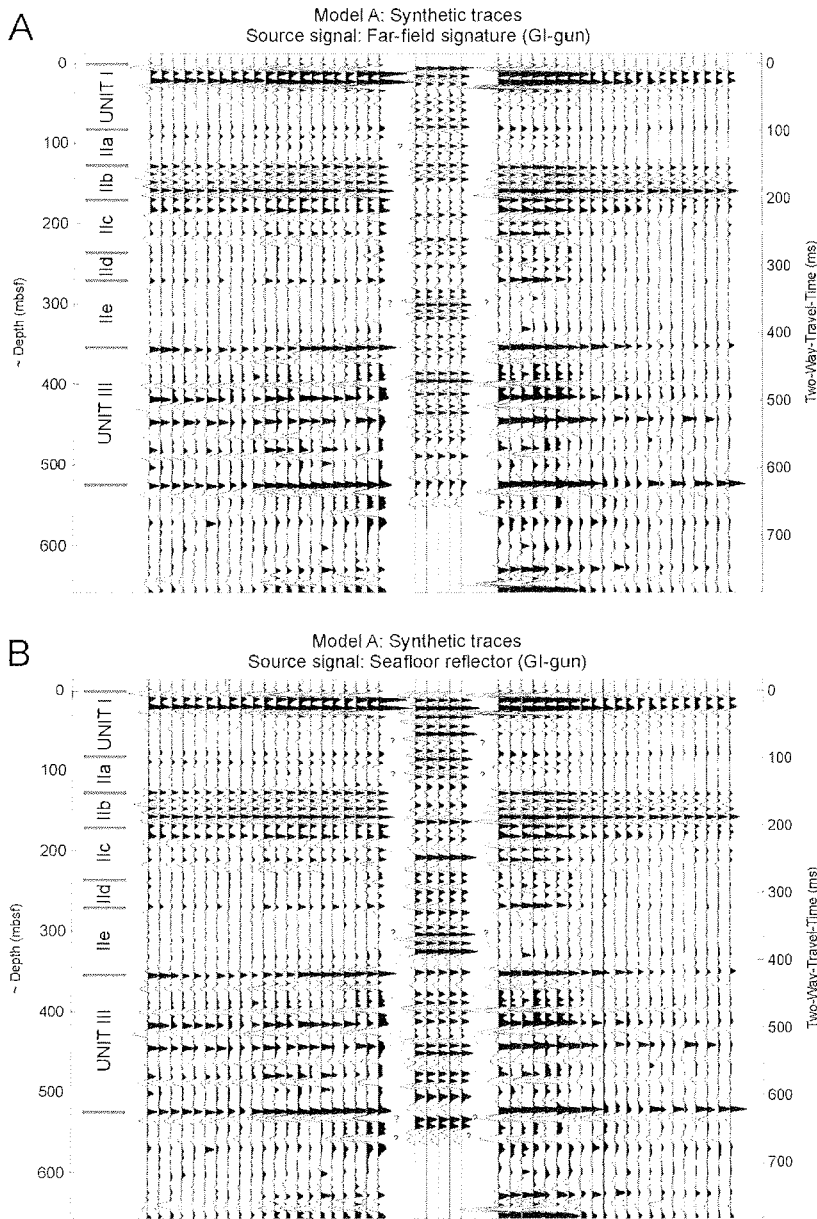 A
Model A: Synthetic traces
Source signal: Far-field signature (GI-gun)
~ Depth (mbsf)
0
100
200
300
400
500
600
UNIT I
IIa
IIb
IIc
IId
IIe
UNIT III
?
?
?
?
0
100
200
300
400
500
600
700
Two-Way-Travel-Time (ms)
B
Model A: Synthetic traces
Source signal: Seafloor reflector (GI-gun)
~ Depth (mbsf)
0
100
200
300
400
500
600
UNIT I
IIa
IIb
IIc
IId
IIe
UNIT III
?
?
?
?
?
0
100
200
300
400
500
600
700
Two-Way-Travel-Time (ms)